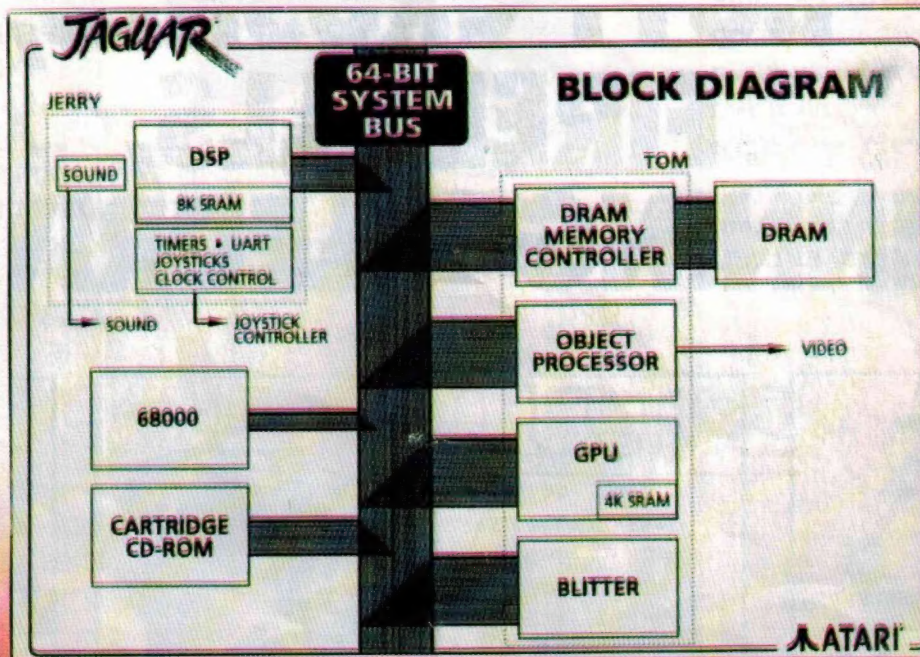 JAGUAR
64-BIT
SYSTEM
BUS
BLOCK DIAGRAM
JERRY
SOUND
DSP
8K SRAM
TIMERS • UART
JOYSTICKS
CLOCK CONTROL
SOUND
JOYSTICK
CONTROLLER
68000
CARTRIDGE
CD-ROM
TOM
DRAM
MEMORY
CONTROLLER
DRAM
OBJECT
PROCESSOR
VIDEO
GPU
4K SRAM
BLITTER
ATARI